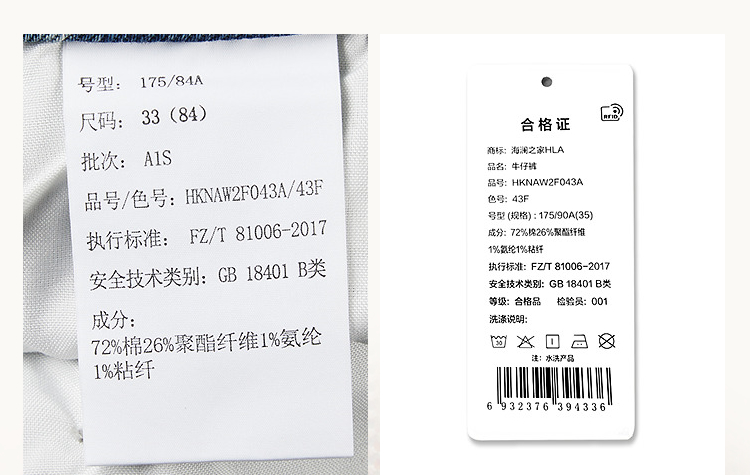 号型: 175/84A
尺码: 33(84)
批次: A1S
品号/色号: HKNAW2F043A/43F
执行标准: FZ/T 81006-2017
安全技术类别: GB 18401 B类
成分:
72%棉26%聚酯纤维1%氨纶
1%粘纤
合格证
RFID
商标: 海澜之家HLA
品名: 牛仔裤
品号: HKNAW2F043A
色号: 43F
号型(规格): 175/90A(35)
成分: 72%棉26%聚酯纤维
1%氨纶1%粘纤
执行标准: FZ/T 81006-2017
安全技术类别: GB 18401 B类
等级: 合格品 检验员: 001
洗涤说明:
30
注: 水洗产品
6 932376 394336